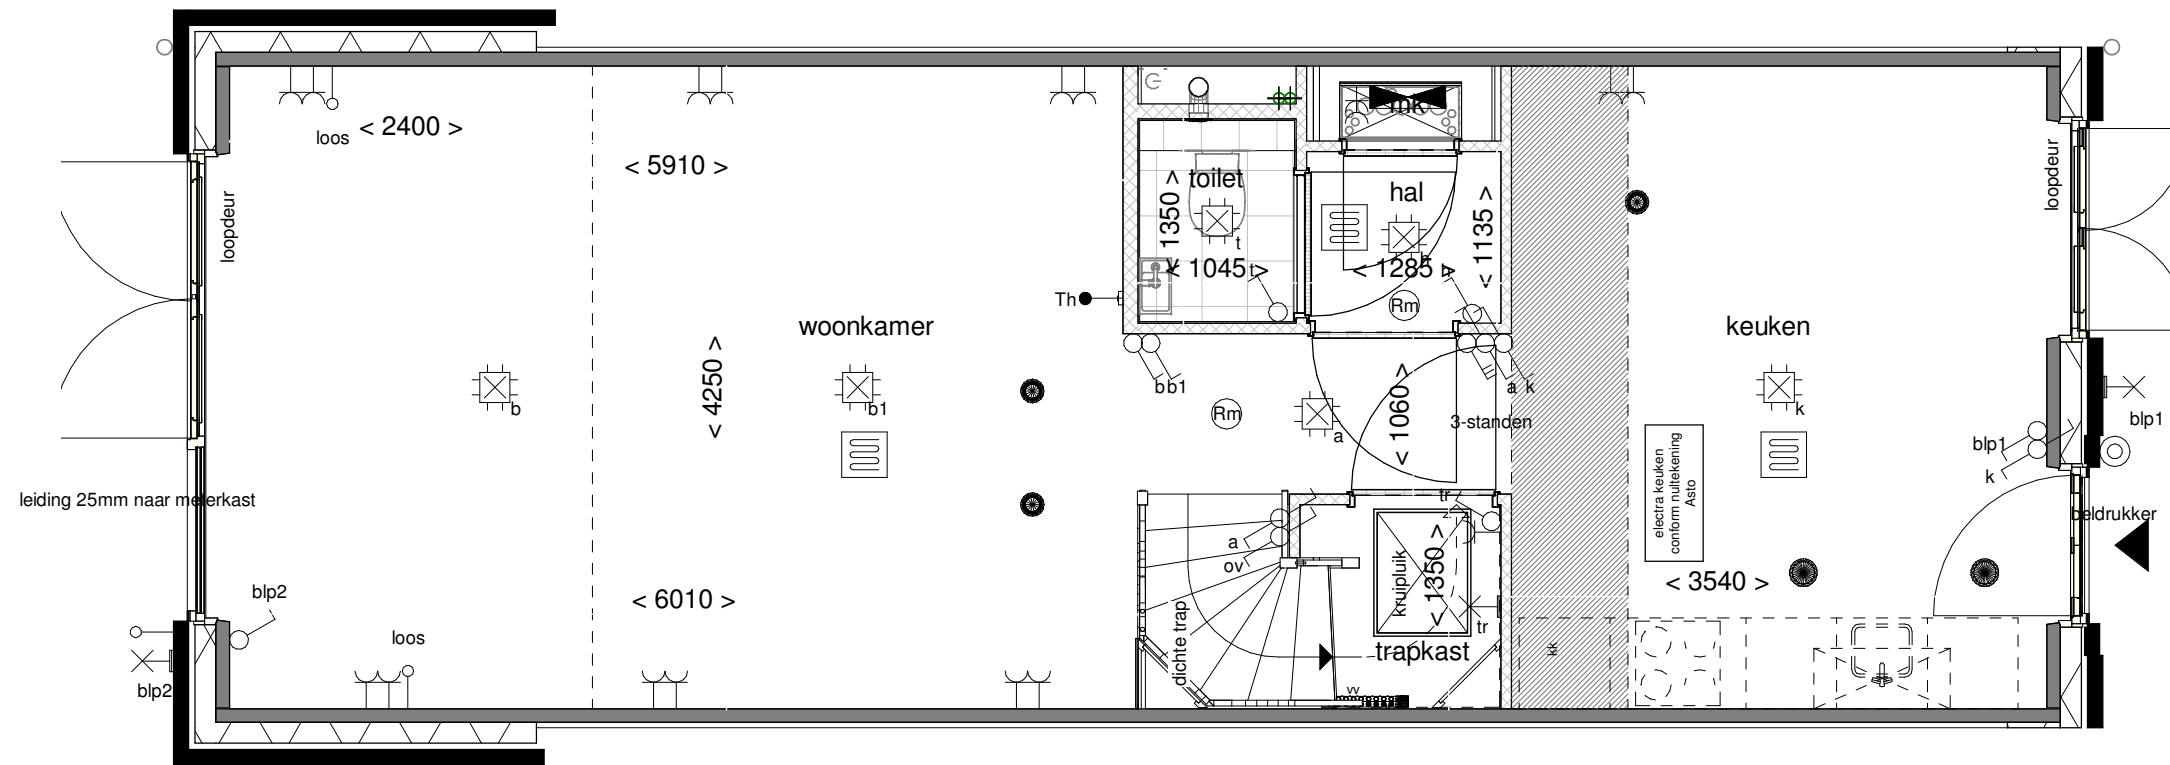 mk
loos
< 2400 >
< 5910 >
loopdeur
loopdeur
toilet
hal
< 1350 >
< 1135 >
t
< 1045 >
t
< 1285 >
Th
Rm
woonkamer
keuken
< 4250 >
b b1
a k
b
b1
Rm
a
< 1060 >
3-standen
k
blp1
blp1
k
electra keuken
conform nultekening
Asto
leiding 25mm naar meterkast
tr
beldrukker
a
ov
kruipluik
< 1350 >
< 3540 >
blp2
< 6010 >
dichte trap
tr
loos
trapkast
kk
blp2
vv